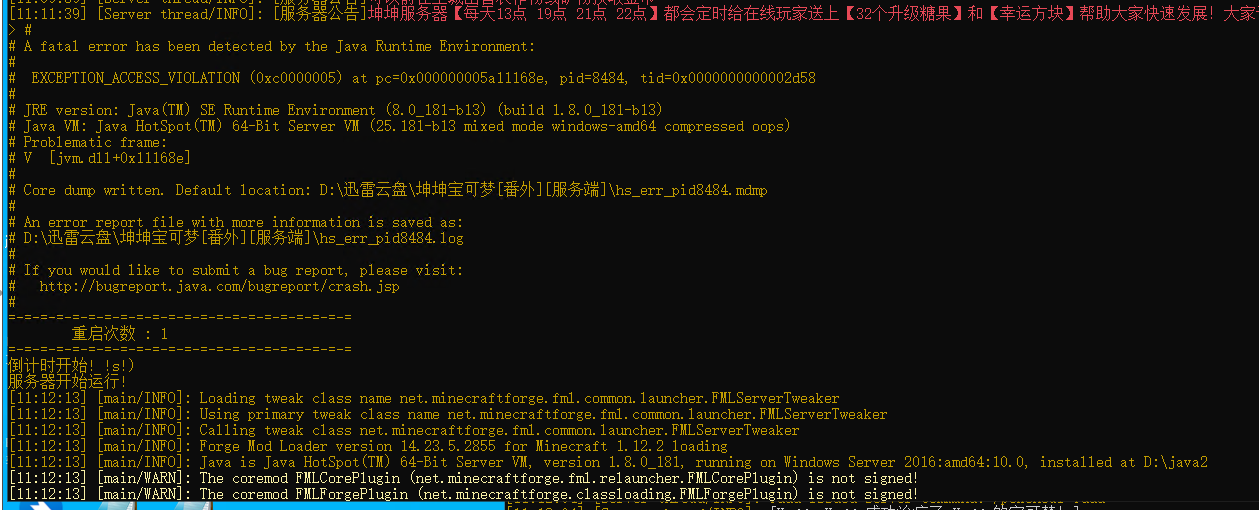 [11:11:39] [Server thread/INFO]: [服务器公告]坤坤服务器【每天13点 19点 21点 22点】都会定时给在线玩家送上【32个升级糖果】和【幸运方块】帮助大家快速发展! 大家
> #
# A fatal error has been detected by the Java Runtime Environment:
#
#  EXCEPTION_ACCESS_VIOLATION (0xc0000005) at pc=0x000000005a11168e, pid=8484, tid=0x0000000000002d58
#
# JRE version: Java(TM) SE Runtime Environment (8.0_181-b13) (build 1.8.0_181-b13)
# Java VM: Java HotSpot(TM) 64-Bit Server VM (25.181-b13 mixed mode windows-amd64 compressed oops)
# Problematic frame:
# V  [jvm.dll+0x11168e]
#
# Core dump written. Default location: D:\迅雷云盘\坤坤宝可梦[番外][服务端]\hs_err_pid8484.mdmp
#
# An error report file with more information is saved as:
# D:\迅雷云盘\坤坤宝可梦[番外][服务端]\hs_err_pid8484.log
#
# If you would like to submit a bug report, please visit:
#   http://bugreport.java.com/bugreport/crash.jsp
#
=-=-=-=-=-=-=-=-=-=-=-=-=-=-=-=-=-=
重启次数 : 1
=-=-=-=-=-=-=-=-=-=-=-=-=-=-=-=-=-=
倒计时开始! !s!)
服务器开始运行!
[11:12:13] [main/INFO]: Loading tweak class name net.minecraftforge.fml.common.launcher.FMLServerTweaker
[11:12:13] [main/INFO]: Using primary tweak class name net.minecraftforge.fml.common.launcher.FMLServerTweaker
[11:12:13] [main/INFO]: Calling tweak class net.minecraftforge.fml.common.launcher.FMLServerTweaker
[11:12:13] [main/INFO]: Forge Mod Loader version 14.23.5.2855 for Minecraft 1.12.2 loading
[11:12:13] [main/INFO]: Java is Java HotSpot(TM) 64-Bit Server VM, version 1.8.0_181, running on Windows Server 2016:amd64:10.0, installed at D:\java2
[11:12:13] [main/WARN]: The coremod FMLCorePlugin (net.minecraftforge.fml.relauncher.FMLCorePlugin) is not signed!
[11:12:13] [main/WARN]: The coremod FMLForgePlugin (net.minecraftforge.classloading.FMLForgePlugin) is not signed!